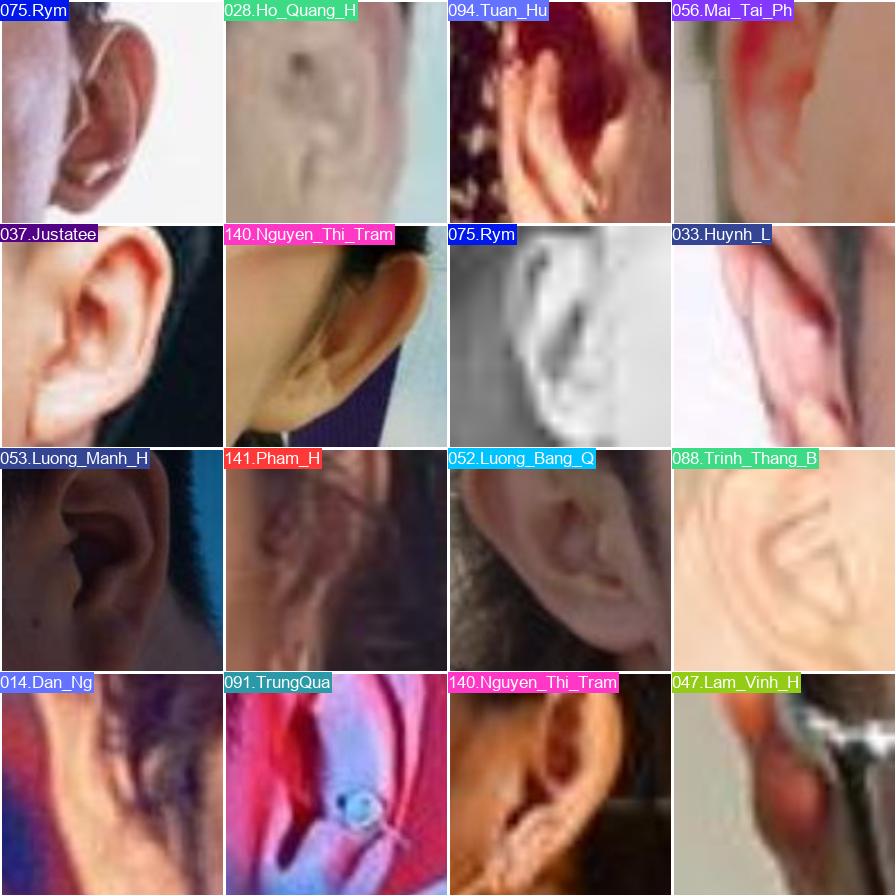 075.Rym
028.Ho_Quang_H
094.Tuan_Hu
056.Mai_Tai_Ph
037.Justatee
140.Nguyen_Thi_Tram
075.Rym
033.Huynh_L
053.Luong_Manh_H
141.Pham_H
052.Luong_Bang_Q
088.Trinh_Thang_B
014.Dan_Ng
091.TrungQua
140.Nguyen_Thi_Tram
047.Lam_Vinh_H